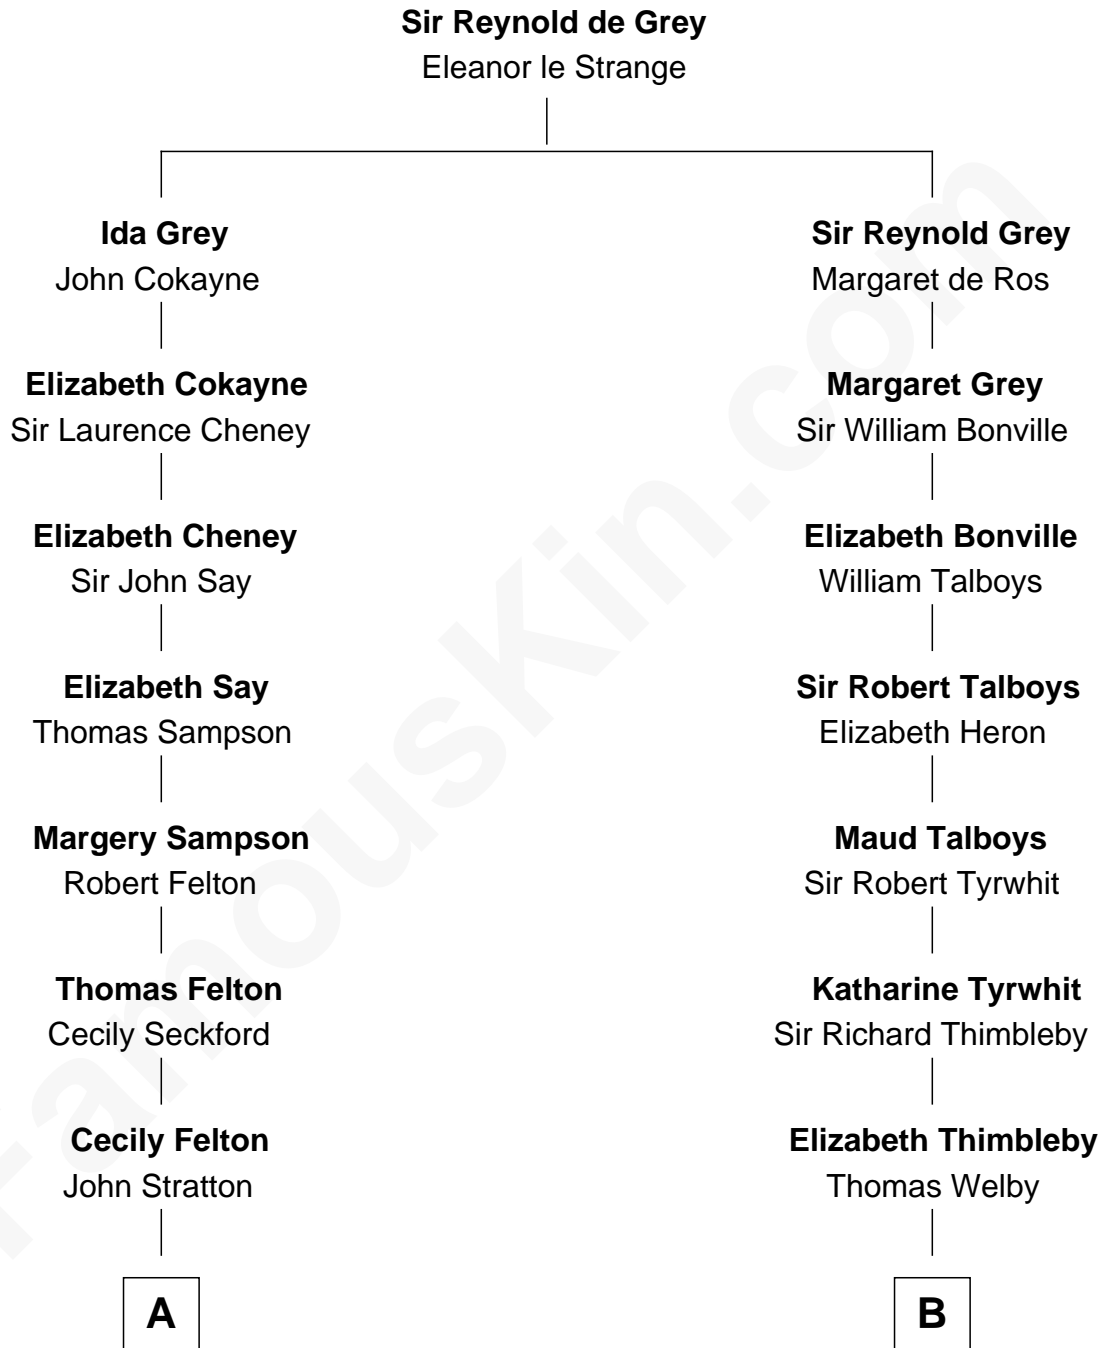 Sir Reynold de Grey
Eleanor le Strange
Ida Grey
John Cokayne
Elizabeth Cokayne
Sir Laurence Cheney
Elizabeth Cheney
Sir John Say
Elizabeth Say
Thomas Sampson
Margery Sampson
Robert Felton
Thomas Felton
Cecily Seckford
Cecily Felton
John Stratton
A
Sir Reynold Grey
Margaret de Ros
Margaret Grey
Sir William Bonville
Elizabeth Bonville
William Talboys
Sir Robert Talboys
Elizabeth Heron
Maud Talboys
Sir Robert Tyrwhit
Katharine Tyrwhit
Sir Richard Thimbleby
Elizabeth Thimbleby
Thomas Welby
B
FamousKin.com